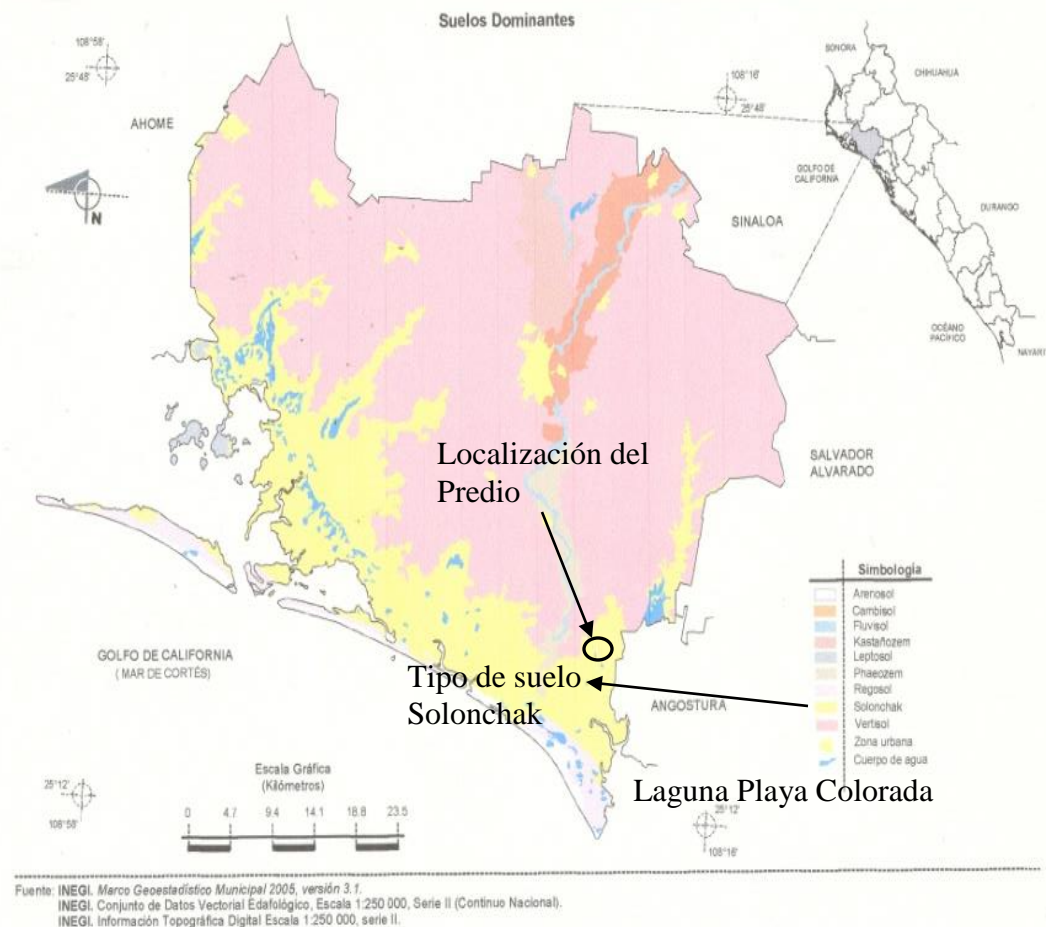 Suelos Dominantes
108°58'
25°48'
108°16'
25°48'
AHOME
N
SONORA
CHIHUAHUA
GOLFO DE
CALIFORNIA
SINALOA
DURANGO
OCÉANO
PACÍFICO
NAYARI
Localización del
Predio
SALVADOR
ALVARADO
Simbología
Arenosol
Cambisol
Fluvisol
Kastañozem
Leptosol
Phaeozem
Regosol
Solonchak
Vertisol
Zona urbana
Cuerpo de agua
GOLFO DE CALIFORNIA
( MAR DE CORTÉS)
Tipo de suelo
Solonchak
ANGOSTURA
Laguna Playa Colorada
25°12'
108°58'
Escala Gráfica
(Kilómetros)
0 4.7 9.4 14.1 18.8 23.5
25°12'
108°16'
Fuente: INEGI. Marco Geoestadístico Municipal 2005, versión 3.1.
INEGI. Conjunto de Datos Vectorial Edafológico, Escala 1:250 000, Serie II (Continuo Nacional).
INEGI. Información Topográfica Digital Escala 1:250 000, serie II.